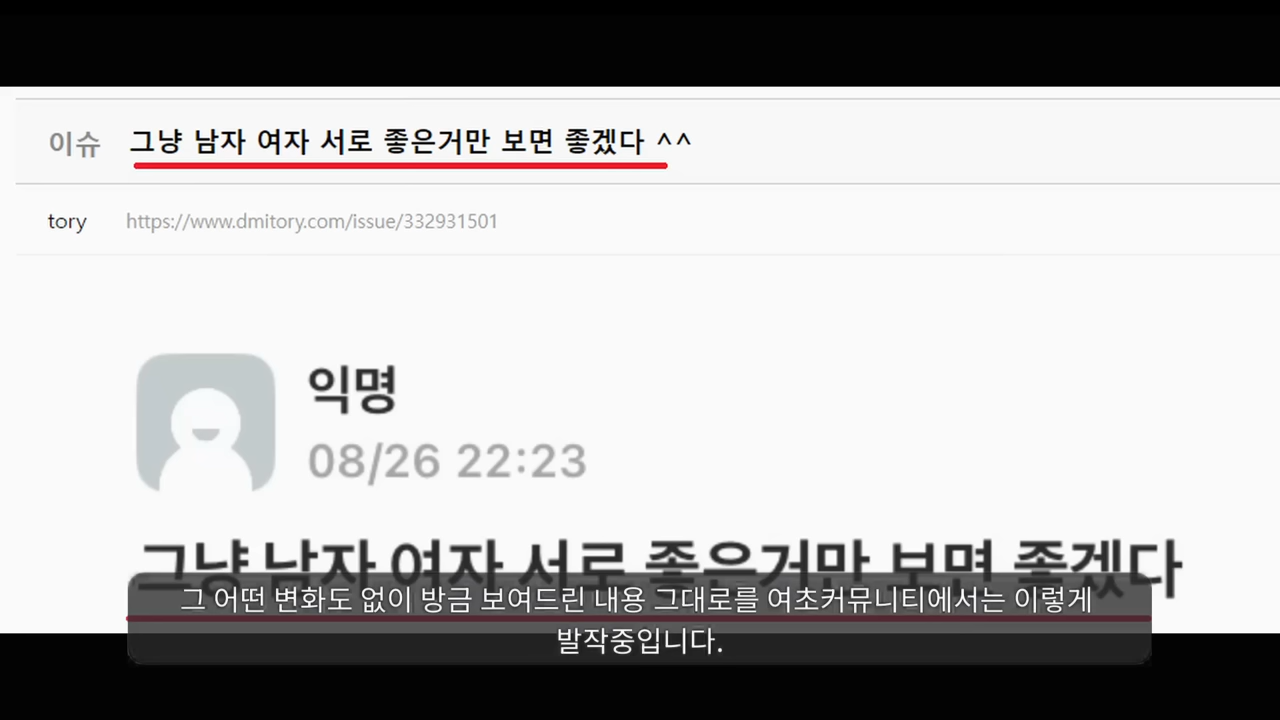 이슈 그냥 남자 여자 서로 좋은거만 보면 좋겠다 ^^
tory https://www.dmitory.com/issue/332931501
익명
08/26 22:23
그냥 남자 여자 서로 좋은거만 보면 좋겠다
그 어떤 변화도 없이 방금 보여드린 내용 그대로를 여초커뮤니티에서는 이렇게
발작중입니다.